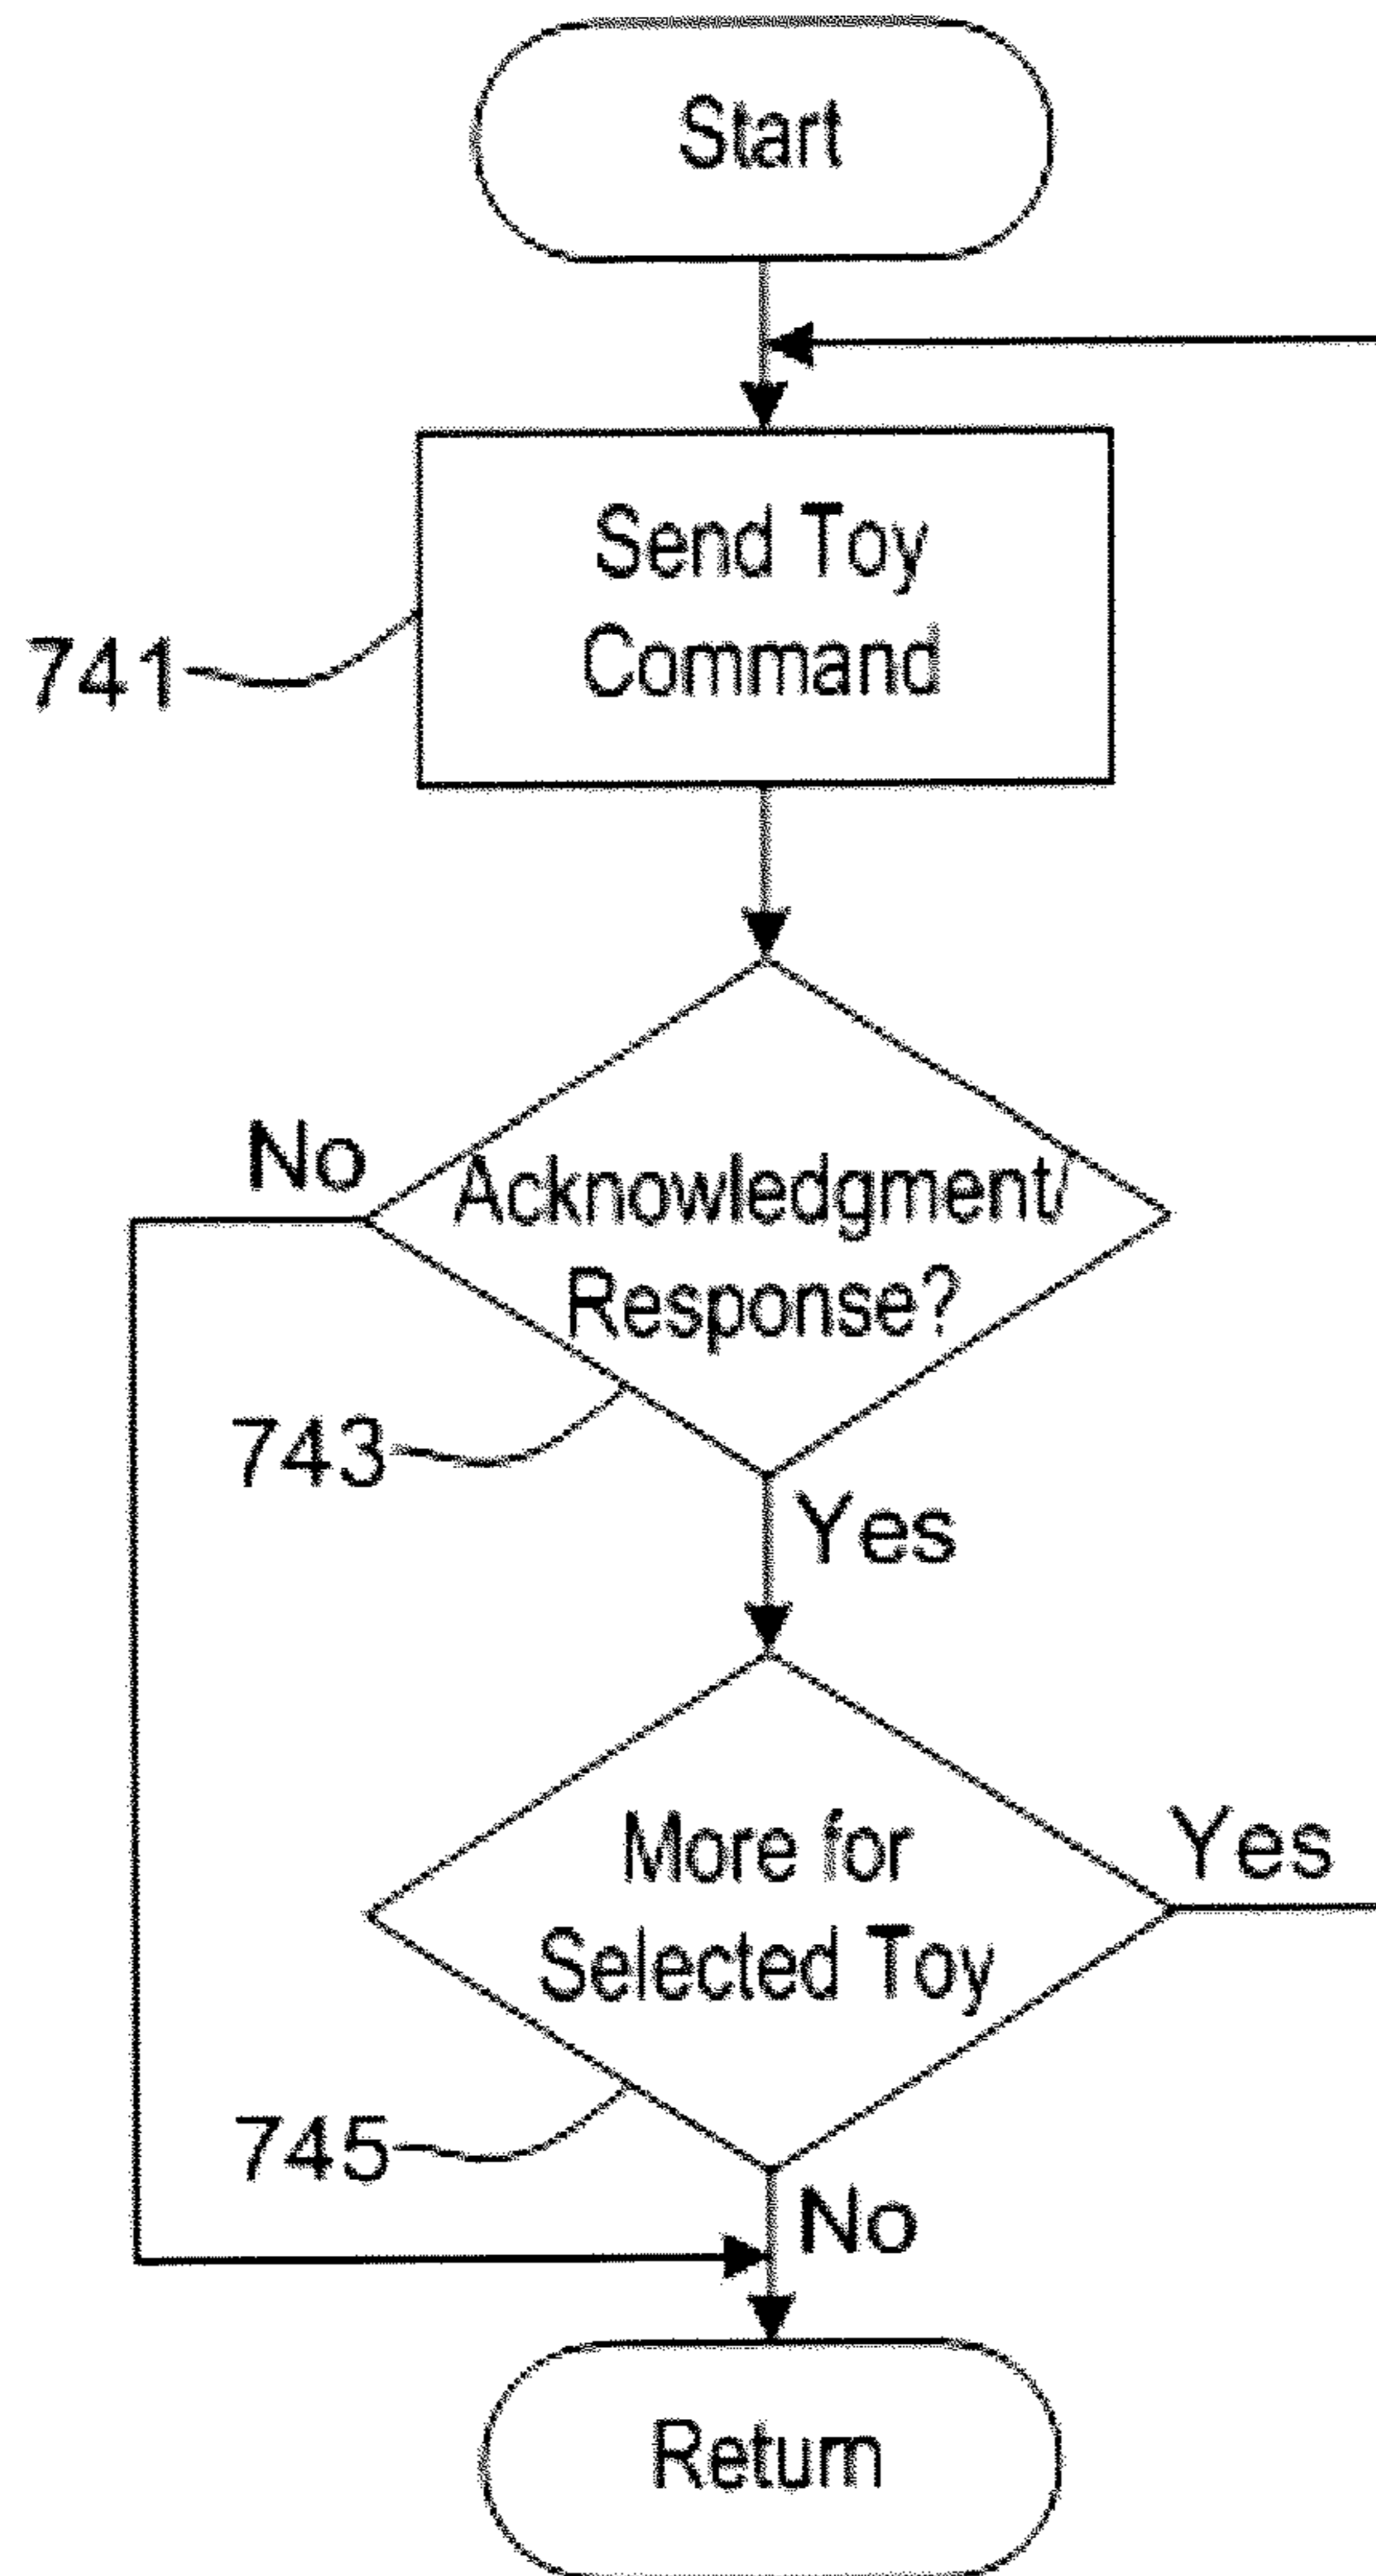 Start
Send Toy
Command
741
No
Acknowledgment/
Response?
743
Yes
More for
Selected Toy
Yes
745
No
Return